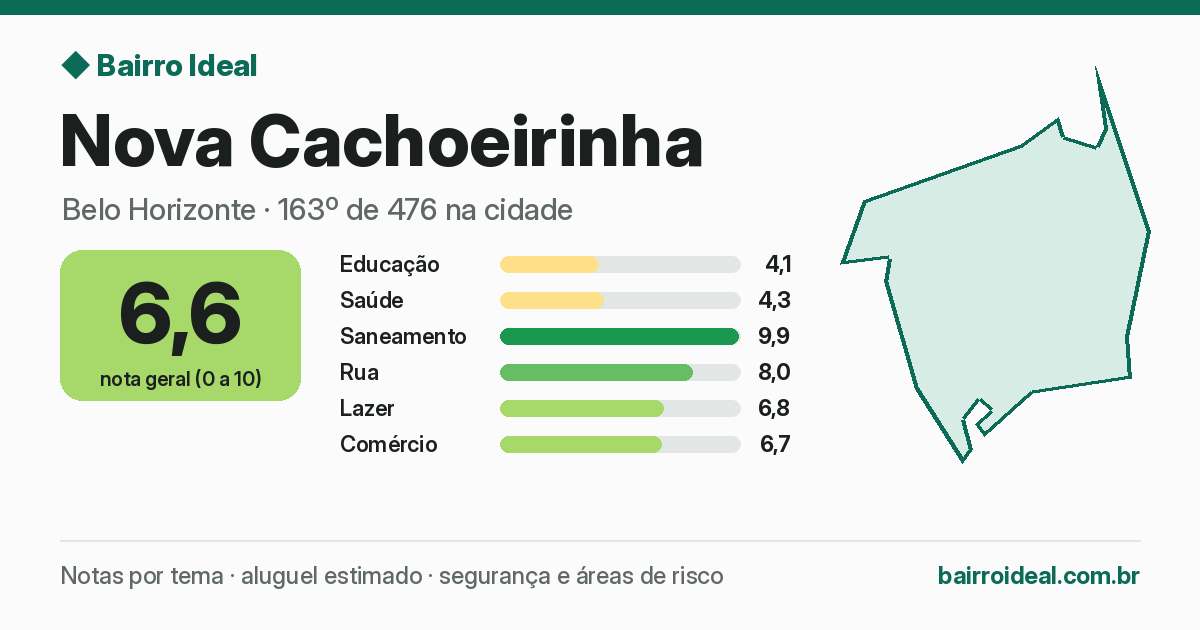 Bairro Ideal
Nova Cachoeirinha
Belo Horizonte · 163º de 476 na cidade
6,6
nota geral (0 a 10)
Educação 4,1
Saúde 4,3
Saneamento 9,9
Rua 8,0
Lazer 6,8
Comércio 6,7
Notas por tema · aluguel estimado · segurança e áreas de risco
bairroideal.com.br